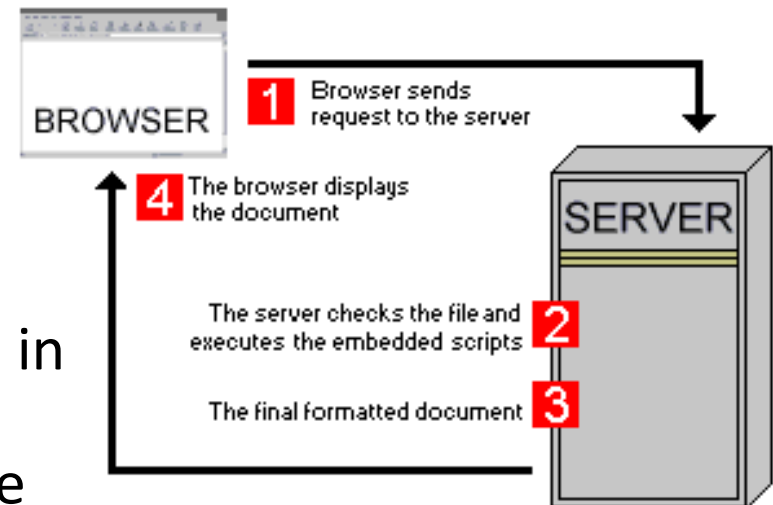 BROWSER
1 Browser sends
request to the server
4 The browser displays
the document
SERVER
The server checks the file and
executes the embedded scripts 2
in
The final formatted document 3
e